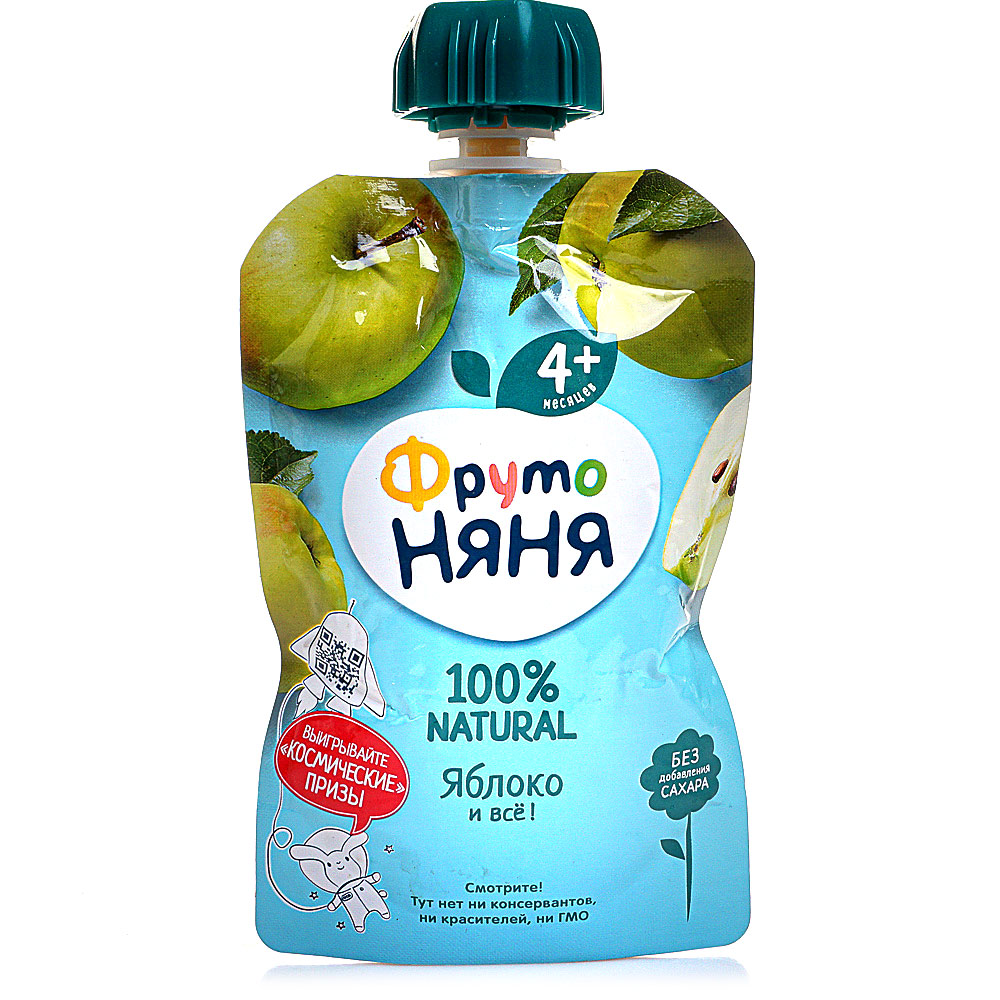 4+
месяцев
Фруто
НЯНЯ
100%
NATURAL
Яблоко
и всё!
БЕЗ
добавления
САХАРА
ВЫИГРЫВАЙТЕ
«КОСМИЧЕСКИЕ»
ПРИЗЫ
Смотрите!
Тут нет ни консервантов,
ни красителей, ни ГМО